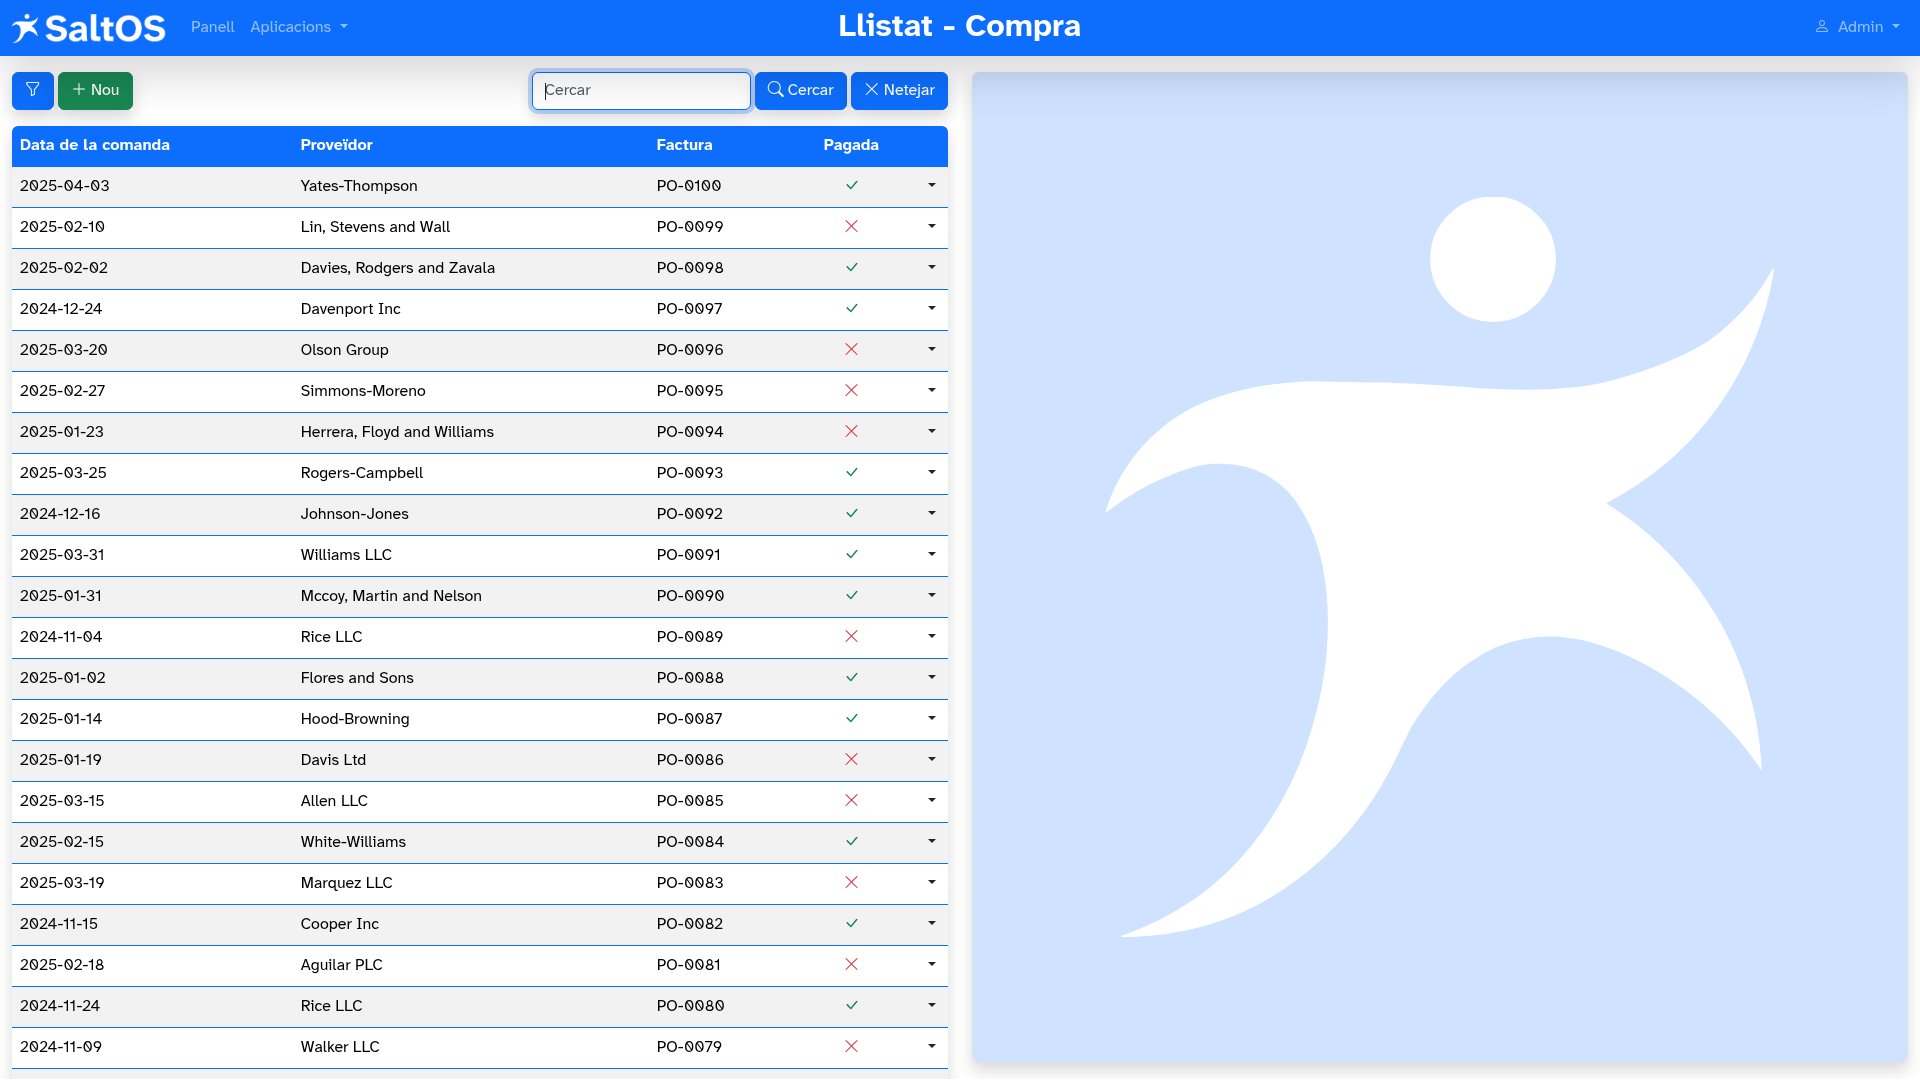 SaltOS Panell Aplicacions Llistat - Compra Admin
Nou Cercar Cercar Netejar
Data de la comanda Proveïdor Factura Pagada
2025-04-03 Yates-Thompson PO-0100
2025-02-10 Lin, Stevens and Wall PO-0099
2025-02-02 Davies, Rodgers and Zavala PO-0098
2024-12-24 Davenport Inc PO-0097
2025-03-20 Olson Group PO-0096
2025-02-27 Simmons-Moreno PO-0095
2025-01-23 Herrera, Floyd and Williams PO-0094
2025-03-25 Rogers-Campbell PO-0093
2024-12-16 Johnson-Jones PO-0092
2025-03-31 Williams LLC PO-0091
2025-01-31 Mccoy, Martin and Nelson PO-0090
2024-11-04 Rice LLC PO-0089
2025-01-02 Flores and Sons PO-0088
2025-01-14 Hood-Browning PO-0087
2025-01-19 Davis Ltd PO-0086
2025-03-15 Allen LLC PO-0085
2025-02-15 White-Williams PO-0084
2025-03-19 Marquez LLC PO-0083
2024-11-15 Cooper Inc PO-0082
2025-02-18 Aguilar PLC PO-0081
2024-11-24 Rice LLC PO-0080
2024-11-09 Walker LLC PO-0079